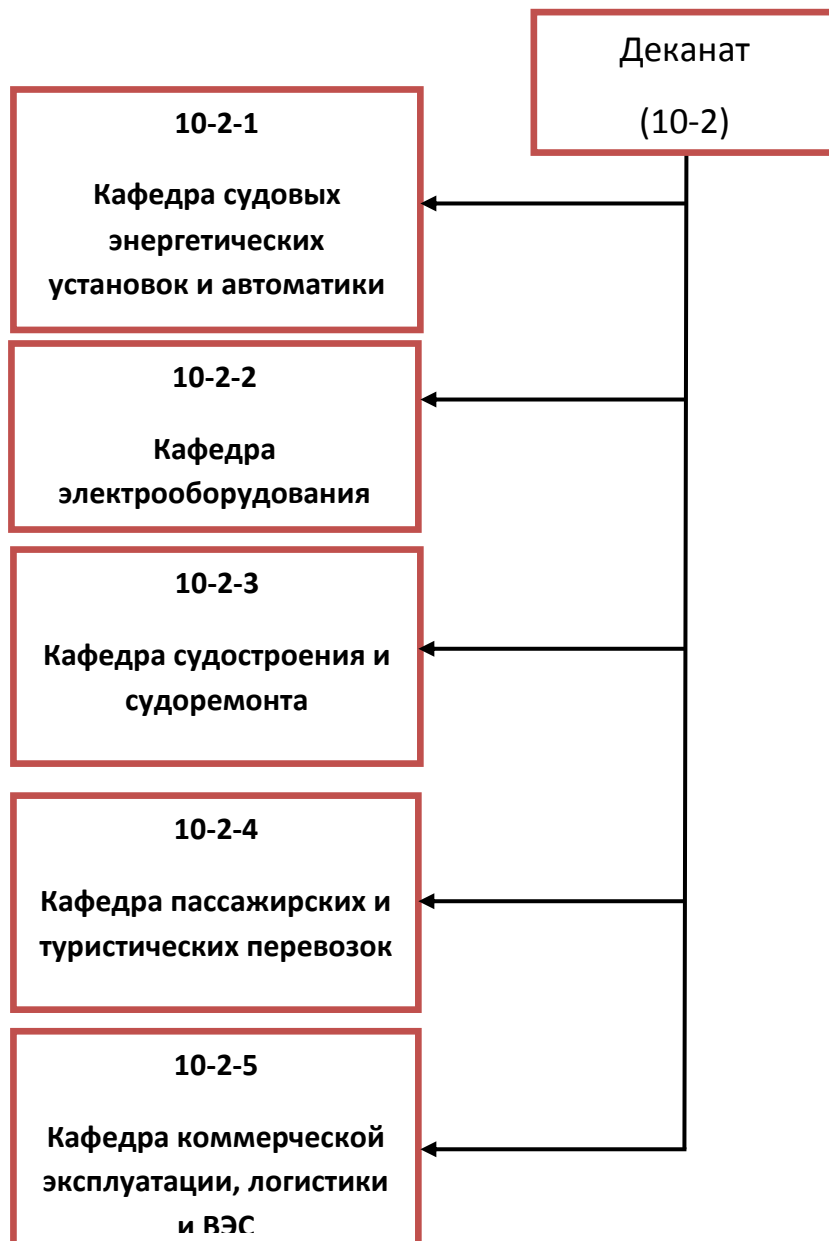 Деканат
(10-2)
10-2-1
Кафедра судовых
энергетических
установок и автоматики
10-2-2
Кафедра
электрооборудования
10-2-3
Кафедра судостроения и
судоремонта
10-2-4
Кафедра пассажирских и
туристических перевозок
10-2-5
Кафедра коммерческой
эксплуатации, логистики
и ВЭС